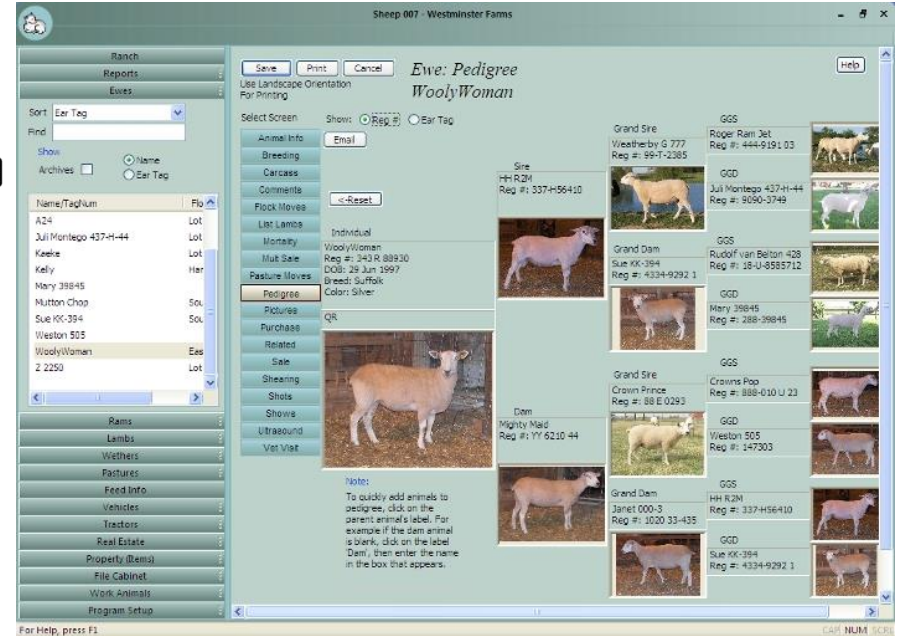 Sheep 007 - Westminster Farms
Ranch
Reports
Ewes
Sort Ear Tag
Find
Show
Archives
Name
Ear Tag
Name/TagNum Flo
A24 Lot
Juli Montego 437-H-44 Lot
Kaeke Lot
Kelly Har
Mary 39845
Mutton Chop Sou
Sue KK-394 Sou
Weston 505
WoolyWoman Eas
Z 2250 Lot
Rams
Lambs
Wethers
Pastures
Feed Info
Vehicles
Tractors
Real Estate
Property (Items)
File Cabinet
Work Animals
Program Setup
Save Print Cancel
Use Landscape Orientation
For Printing
Ewe: Pedigree
WoolyWoman
Help
Select Screen
Show: Reg # Ear Tag
Email
<-Reset
Animal Info
Breeding
Carcass
Comments
Flock Moves
List Lambs
Mortality
Mult Sale
Pasture Moves
Pedigree
Pictures
Purchase
Related
Sale
Shearing
Shots
Shows
Ultrasound
Vet Visit
Individual
WoolyWoman
Reg #: 343 R 88930
DOB: 29 Jun 1997
Breed: Suffolk
Color: Silver
QR
Note:
To quickly add animals to
pedigree, click on the
parent animal's label. For
example if the dam animal
is blank, click on the label
'Dam', then enter the name
in the box that appears.
Sire
HH R2M
Reg #: 337-H56410
Dam
Mighty Maid
Reg #: YY 6210 44
Grand Sire
Weatherby G 777
Reg #: 99-T-2385
Grand Dam
Sue KK-394
Reg #: 4334-9292 1
Grand Sire
Crown Prince
Reg #: 88 E 0293
Grand Dam
Janet 000-3
Reg #: 1020 33-435
GGS
Roger Ram Jet
Reg #: 444-9191 03
GGD
Juli Montego 437-H-44
Reg #: 9090-3749
GGS
Rudolf van Belton 428
Reg #: 18-U-8585712
GGD
Mary 39845
Reg #: 288-39845
GGS
Crowns Pop
Reg #: 888-010 U 23
GGD
Weston 505
Reg #: 147303
GGS
HH R2M
Reg #: 337-H56410
GGD
Sue KK-394
Reg #: 4334-9292 1
For Help, press F1
CAP NUM SCRL